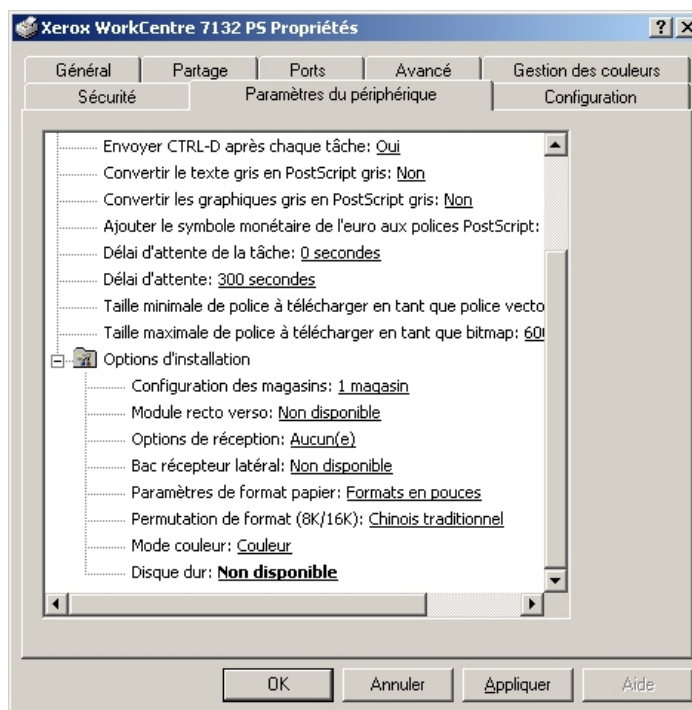 Xerox WorkCentre 7132 PS Propriétés
Général Partage Ports Avancé Gestion des couleurs
Sécurité Paramètres du périphérique Configuration
Envoyer CTRL-D après chaque tâche: Oui
Convertir le texte gris en PostScript gris: Non
Convertir les graphiques gris en PostScript gris: Non
Ajouter le symbole monétaire de l'euro aux polices PostScript:
Délai d'attente de la tâche: 0 secondes
Délai d'attente: 300 secondes
Taille minimale de police à télécharger en tant que police vecto
Taille maximale de police à télécharger en tant que bitmap: 600
Options d'installation
Configuration des magasins: 1 magasin
Module recto verso: Non disponible
Options de réception: Aucun(e)
Bac récepteur latéral: Non disponible
Paramètres de format papier: Formats en pouces
Permutation de format (8K/16K): Chinois traditionnel
Mode couleur: Couleur
Disque dur: Non disponible
OK Annuler Appliquer Aide